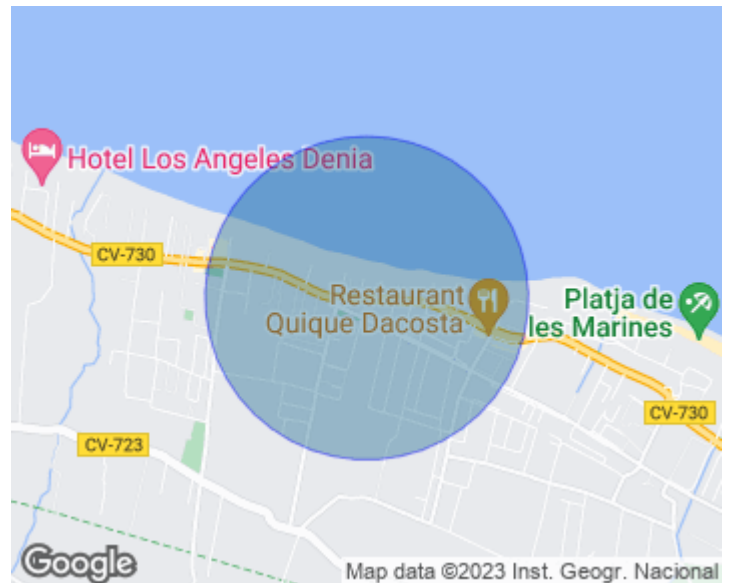 Hotel Los Angeles Denia
CV-730
Restaurant
Quique Dacosta
Platja de
les Marines
CV-730
CV-723
Google
Map data ©2023 Inst. Geogr. Nacional